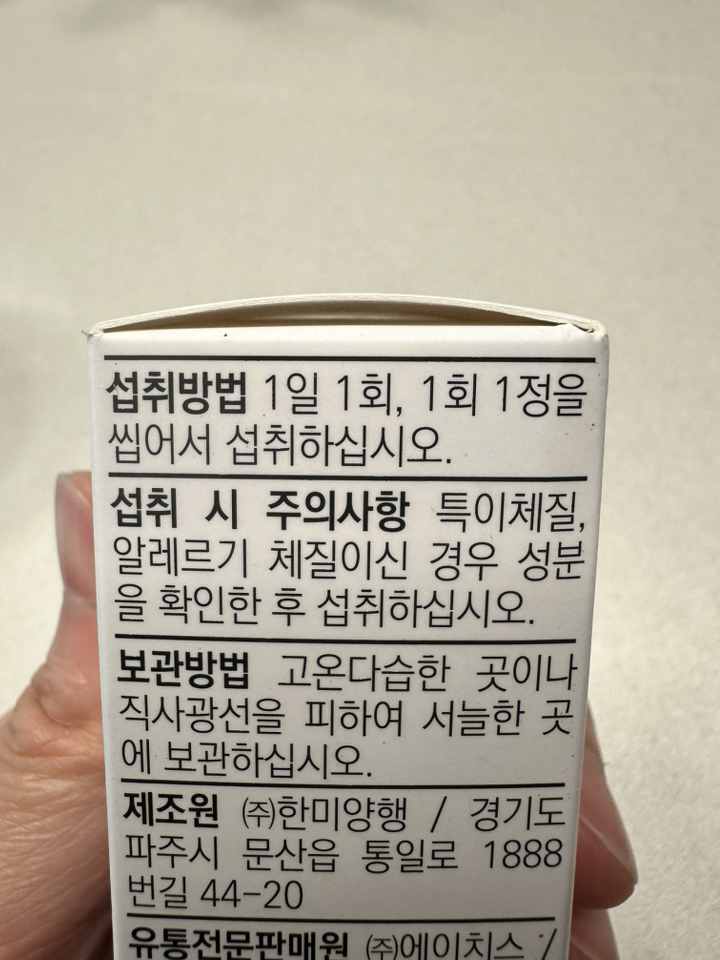 섭취방법 1일 1회, 1회 1정을
씹어서 섭취하십시오.
섭취 시 주의사항 특이체질,
알레르기 체질이신 경우 성분
을 확인한 후 섭취하십시오.
보관방법 고온다습한 곳이나
직사광선을 피하여 서늘한 곳
에 보관하십시오.
제조원 ㈜한미양행 / 경기도
파주시 문산읍 통일로 1888
번길 44-20
유통전문판매원 ㈜에이치스 /